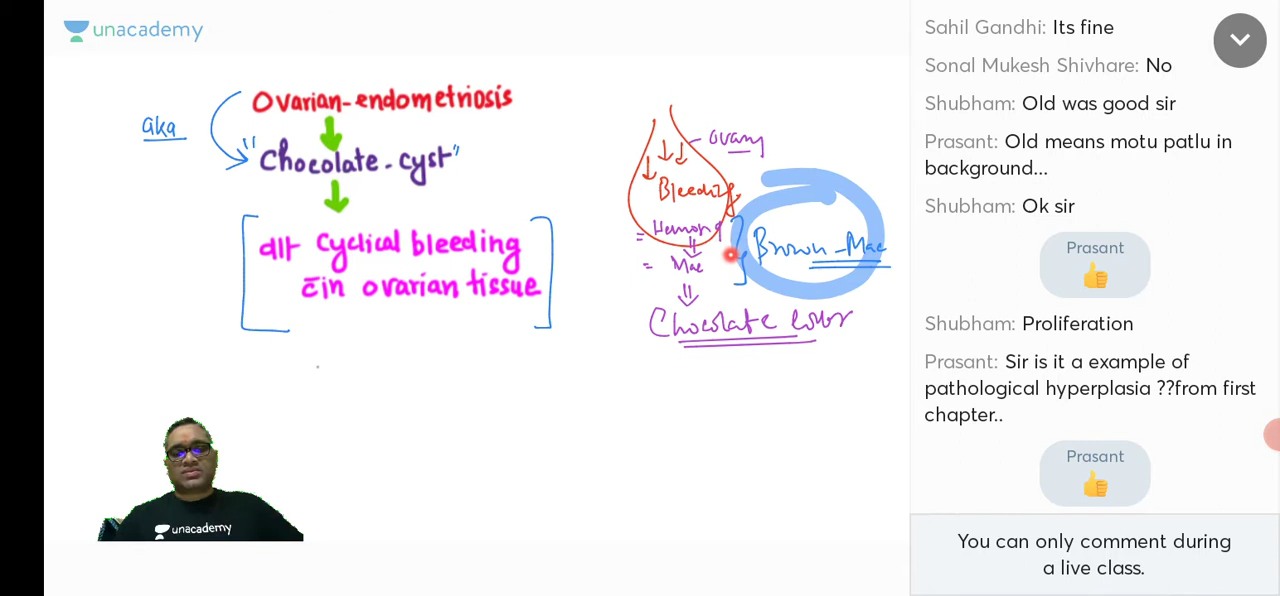 unacademy
Ovarian-endometriosis
aka
"Chocolate-cyst"
d/t Cyclical bleeding
c̄in ovarian tissue
Ovary
Bleeding
= Hemorrg
= Mac
Brown-Mac
Chocolate color
unacademy
Sahil Gandhi: Its fine
Sonal Mukesh Shivhare: No
Shubham: Old was good sir
Prasant: Old means motu patlu in
background...
Shubham: Ok sir
Prasant
Shubham: Proliferation
Prasant: Sir is it a example of
pathological hyperplasia ??from first
chapter..
Prasant
You can only comment during
a live class.